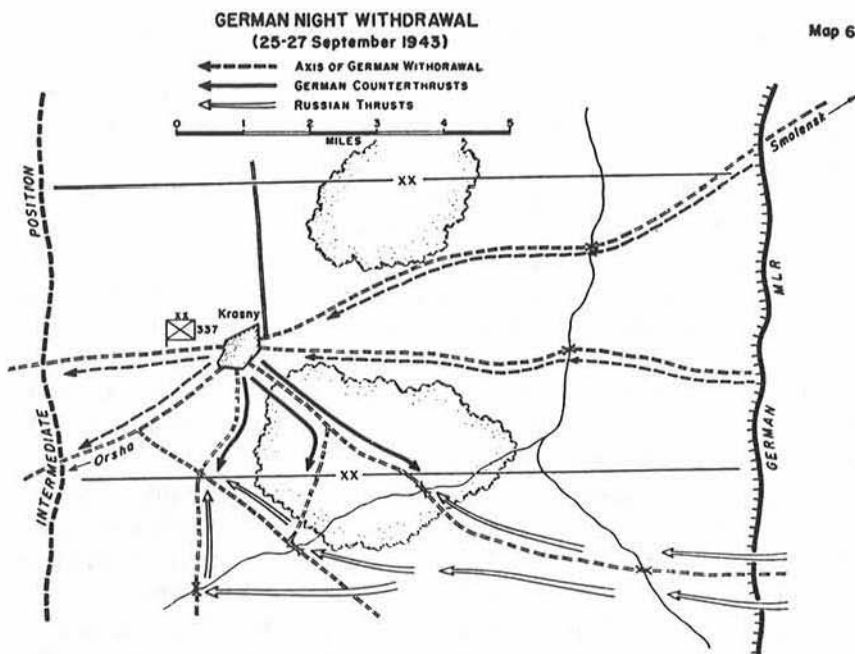 GERMAN NIGHT WITHDRAWAL
(25-27 September 1943)
Map 6
AXIS OF GERMAN WITHDRAWAL
GERMAN COUNTERTHRUSTS
RUSSIAN THRUSTS
0 1 2 3 4 5
MILES
Smolensk
XX
POSITION
MLR
XX
337
Krasny
Orsha
INTERMEDIATE
XX
GERMAN